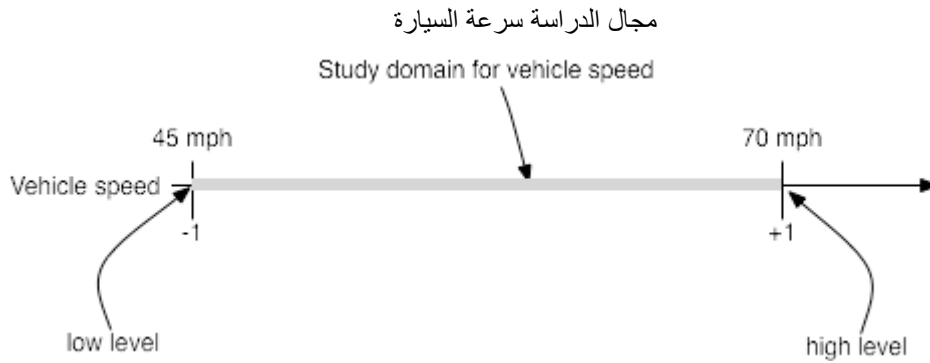 مجال الدراسة سرعة السيارة
Study domain for vehicle speed
45 mph
70 mph
Vehicle speed
-1
+1
low level
high level